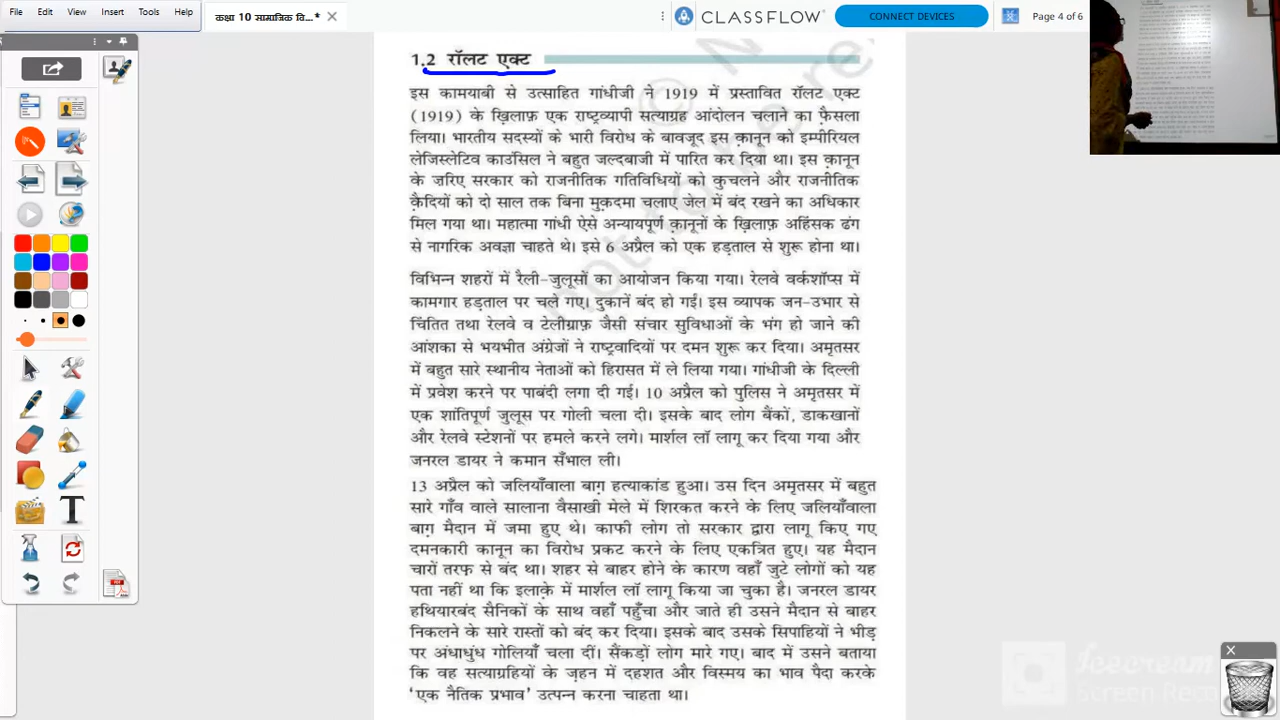 File
Edit
View
Insert
Teach
Help
कक्षा 10 सामाजिक वि...*
CLASSFLOW
CONNECT DEVICES
Page 4 of 6
1.2 रॉलट एक्ट
इस कामयाबी से उत्साहित गांधीजी ने 1919 में प्रस्तावित रॉलट एक्ट
(1919) के ख़िलाफ़ एक राष्ट्रव्यापी सत्याग्रह आंदोलन चलाने का फ़ैसला
लिया। भारतीय सदस्यों के भारी विरोध के बावजूद इस क़ानून को इम्पीरियल
लेजिस्लेटिव काउंसिल ने बहुत जल्दबाज़ी में पारित कर दिया था। इस क़ानून
के ज़रिए सरकार को राजनीतिक गतिविधियों को कुचलने और राजनीतिक
क़ैदियों को दो साल तक बिना मुक़दमा चलाए जेल में बंद रखने का अधिकार
मिल गया था। महात्मा गांधी ऐसे अन्यायपूर्ण क़ानूनों के ख़िलाफ़ अहिंसक ढंग
से नागरिक अवज्ञा चाहते थे। इसे 6 अप्रैल को एक हड़ताल से शुरू होना था।
विभिन्न शहरों में रैली-जुलूसों का आयोजन किया गया। रेलवे वर्कशॉप्स में
कामगार हड़ताल पर चले गए। दुकानें बंद हो गईं। इस व्यापक जन-उभार से
चिंतित तथा रेलवे व टेलीग्राफ़ जैसी संचार सुविधाओं के भंग हो जाने की
आंशका से भयभीत अंग्रेज़ों ने राष्ट्रवादियों पर दमन शुरू कर दिया। अमृतसर
में बहुत सारे स्थानीय नेताओं को हिरासत में ले लिया गया। गांधीजी के दिल्ली
में प्रवेश करने पर पाबंदी लगा दी गई। 10 अप्रैल को पुलिस ने अमृतसर में
एक शांतिपूर्ण जुलूस पर गोली चला दी। इसके बाद लोग बैंकों, डाकखानों
और रेलवे स्टेशनों पर हमले करने लगे। मार्शल लॉ लागू कर दिया गया और
जनरल डायर ने कमान सँभाल ली।
13 अप्रैल को जलियाँवाला बाग़ हत्याकांड हुआ। उस दिन अमृतसर में बहुत
सारे गाँव वाले सालाना वैसाखी मेले में शिरकत करने के लिए जलियाँवाला
बाग़ मैदान में जमा हुए थे। काफी लोग तो सरकार द्वारा लागू किए गए
दमनकारी कानून का विरोध प्रकट करने के लिए एकत्रित हुए। यह मैदान
चारों तरफ से बंद था। शहर से बाहर होने के कारण वहाँ जुटे लोगों को यह
पता नहीं था कि इलाक़े में मार्शल लॉ लागू किया जा चुका है। जनरल डायर
हथियारबंद सैनिकों के साथ वहाँ पहुँचा और जाते ही उसने मैदान से बाहर
निकलने के सारे रास्तों को बंद कर दिया। इसके बाद उसके सिपाहियों ने भीड़
पर अंधाधुंध गोलियाँ चला दीं। सैंकड़ों लोग मारे गए। बाद में उसने बताया
कि वह सत्याग्रहियों के ज़हन में दहशत और विस्मय का भाव पैदा करके
‘एक नैतिक प्रभाव’ उत्पन्न करना चाहता था।
icecream
Screen Reco